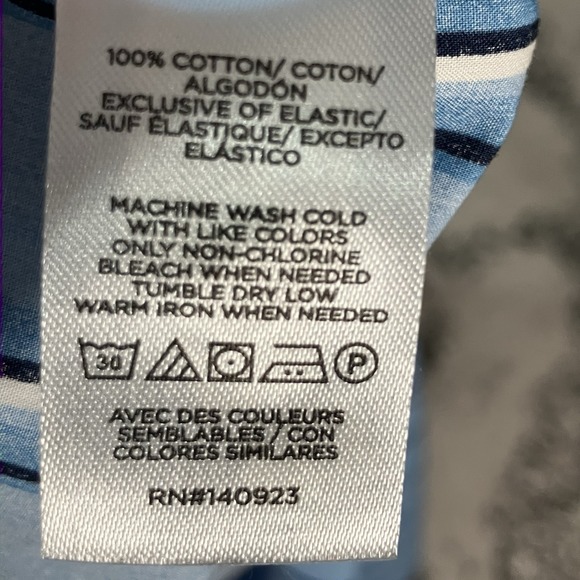 100% COTTON/ COTON/
ALGODÓN
EXCLUSIVE OF ELASTIC/
SAUF ÉLASTIQUE/ EXCEPTO
ELÁSTICO
MACHINE WASH COLD
WITH LIKE COLORS
ONLY NON-CHLORINE
BLEACH WHEN NEEDED
TUMBLE DRY LOW
WARM IRON WHEN NEEDED
30 P
AVEC DES COULEURS
SEMBLABLES / CON
COLORES SIMILARES
RN#140923